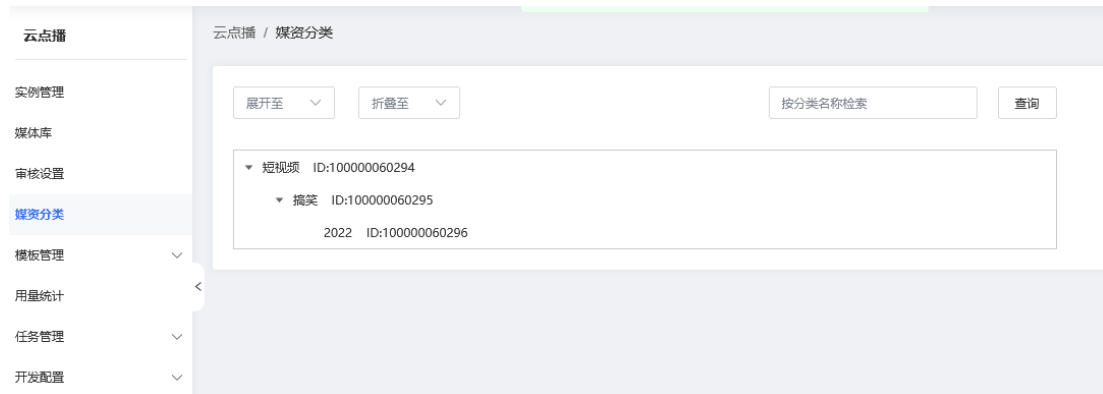 云点播
云点播 / 媒资分类
实例管理
展开至 折叠至 按分类名称检索 查询
媒体库
审核设置
短视频 ID:100000060294
搞笑 ID:100000060295
媒资分类
2022 ID:100000060296
模板管理
用量统计
任务管理
开发配置